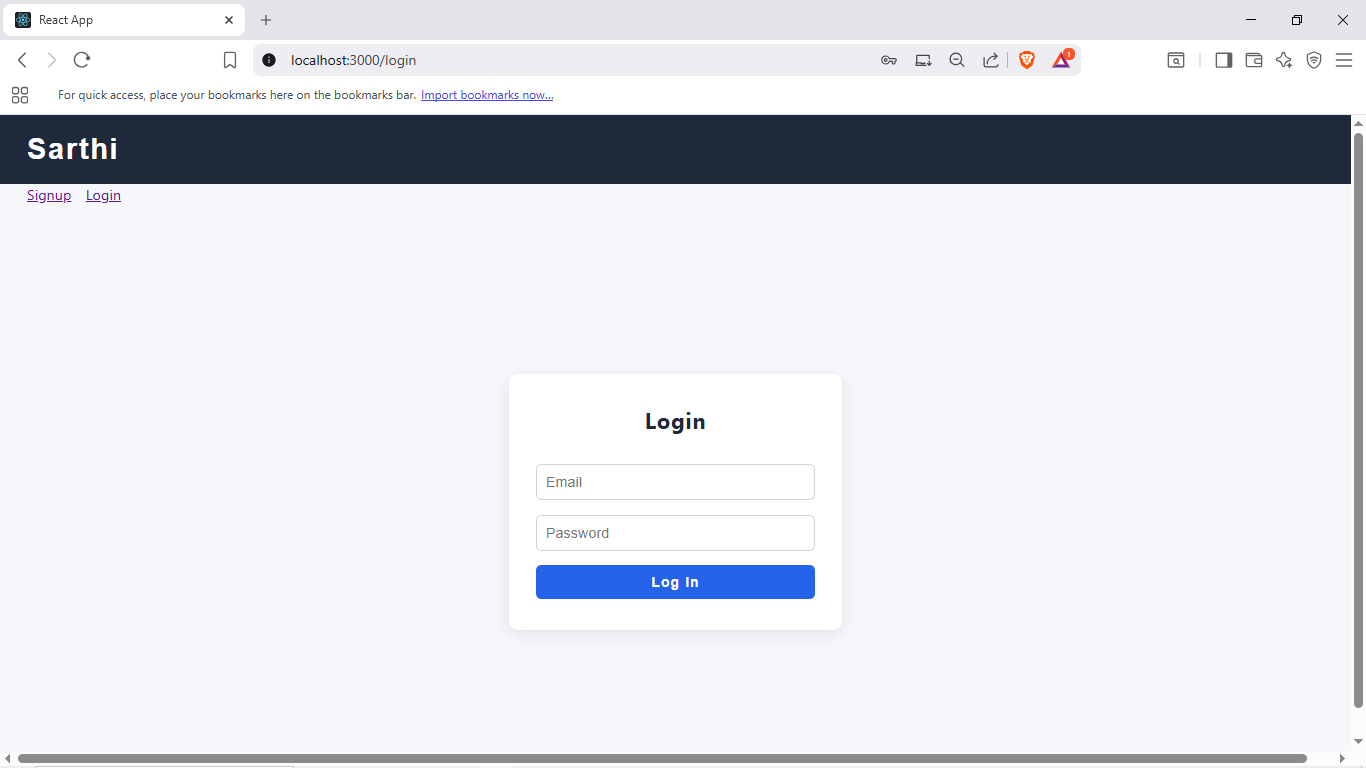 React App
localhost:3000/login
1
For quick access, place your bookmarks here on the bookmarks bar. Import bookmarks now...
Sarthi
Signup Login
Login
Email
Password
Log In